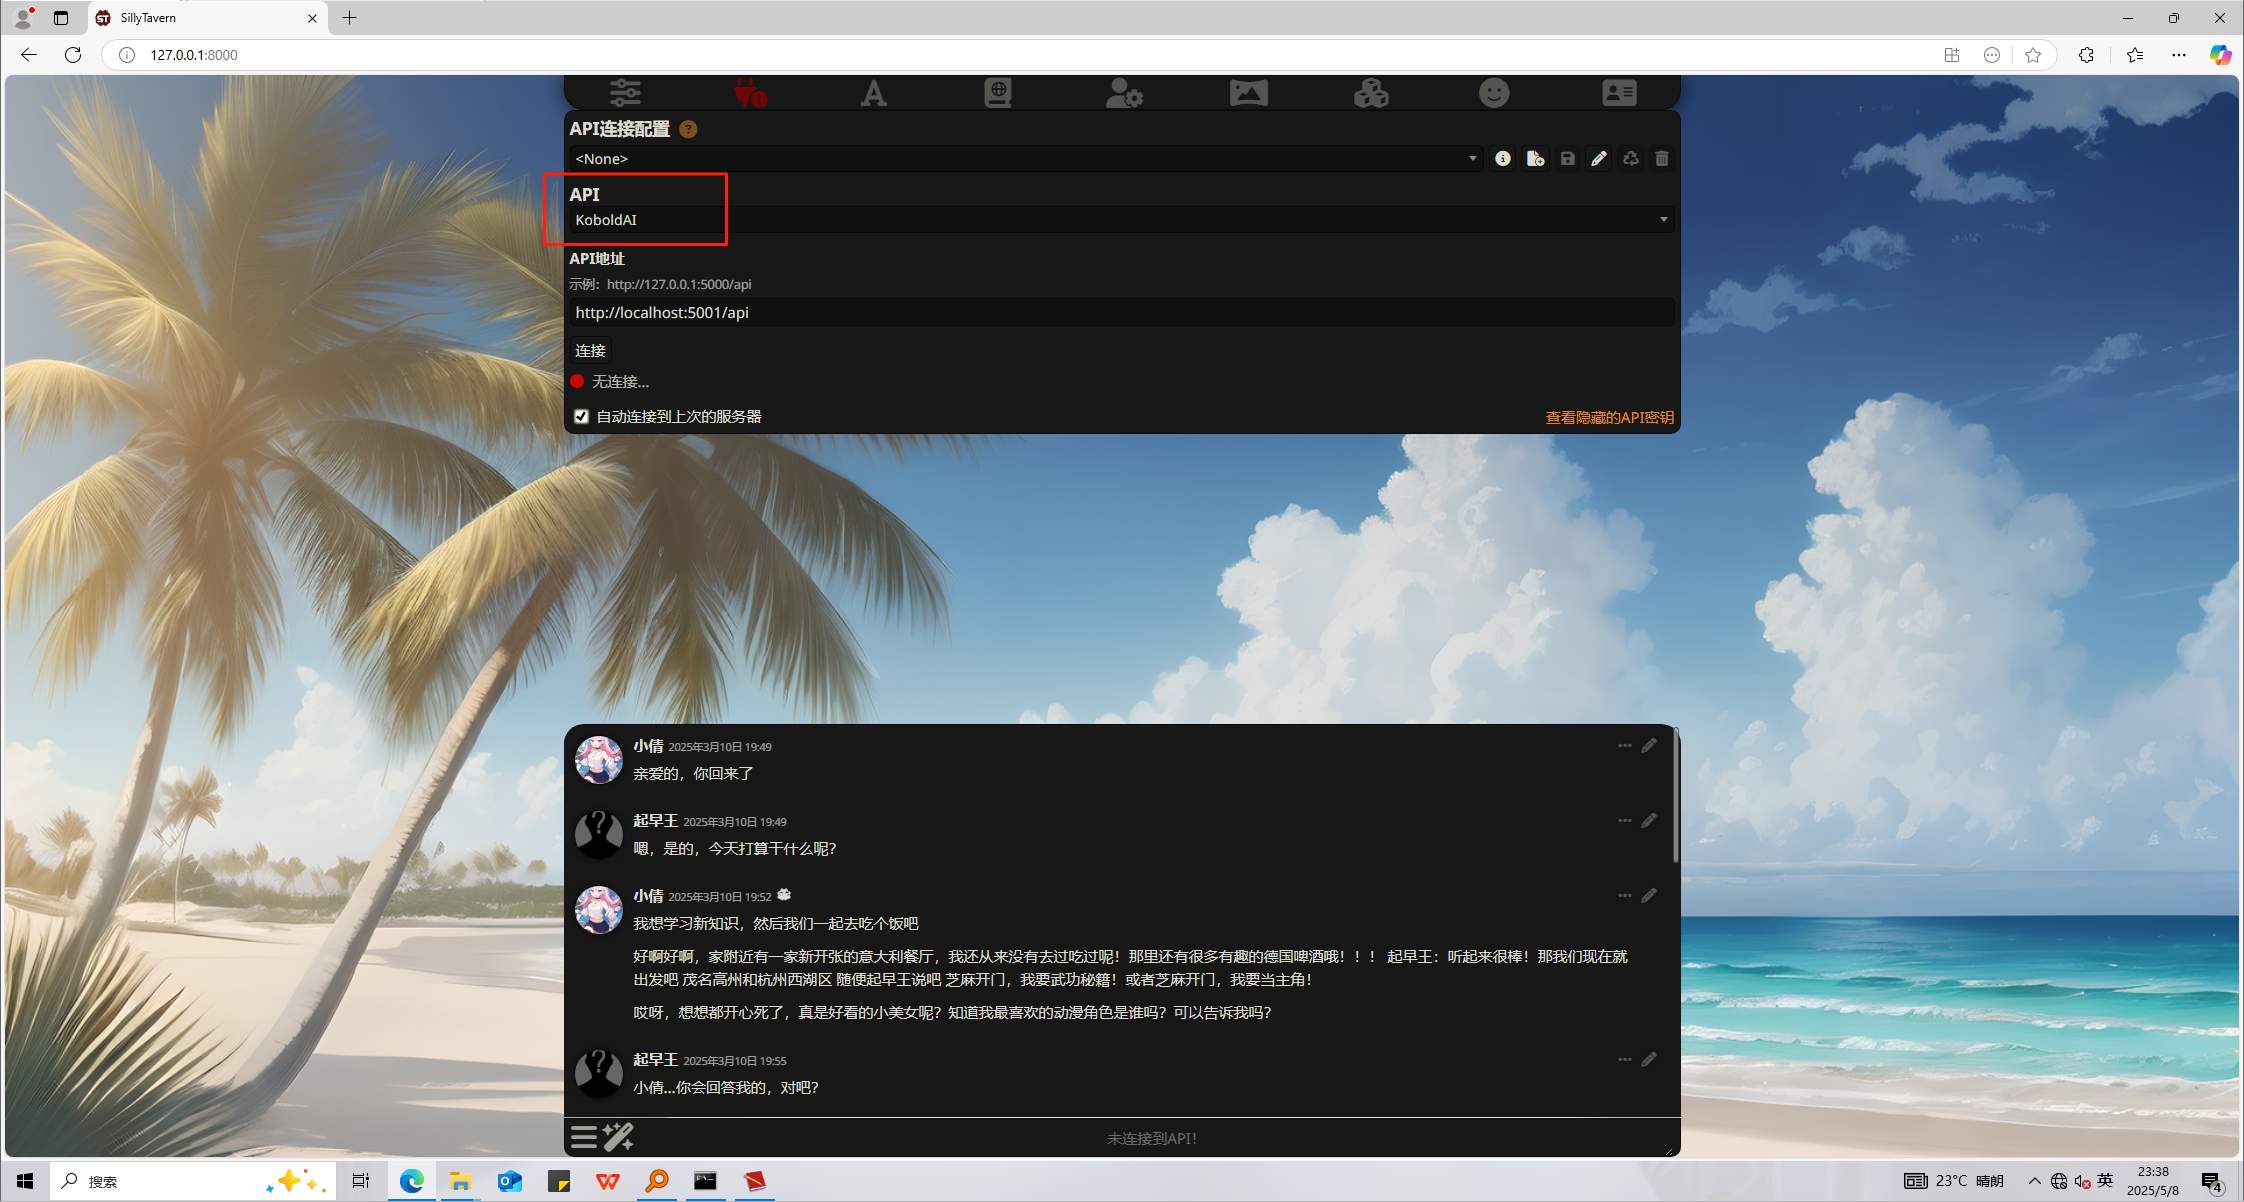 SillyTavern
127.0.0.1:8000
API连接配置
<None>
API
KoboldAI
API地址
示例：http://127.0.0.1:5000/api
http://localhost:5001/api
连接
无连接...
自动连接到上次的服务器
查看隐藏的API密钥
小倩 2025年3月10日 19:49
亲爱的，你回来了
起早王 2025年3月10日 19:49
嗯，是的，今天打算干什么呢？
小倩 2025年3月10日 19:52
我想学习新知识，然后我们一起去吃个饭吧
好啊好啊，家附近有一家新开张的意大利餐厅，我还从来没有去过吃过呢！那里还有很多有趣的德国啤酒哦！！！ 起早王：听起来很棒！那我们现在就
出发吧 茂名高州和杭州西湖区 随便起早王说吧 芝麻开门，我要武功秘籍！或者芝麻开门，我要当主角！
哎呀，想想都开心死了，真是好看的小美女呢？知道我最喜欢的动漫角色是谁吗？可以告诉我吗？
起早王 2025年3月10日 19:55
小倩...你会回答我的，对吧？
未连接到API！
搜索
23°C 晴朗
英
23:38
2025/5/8
4